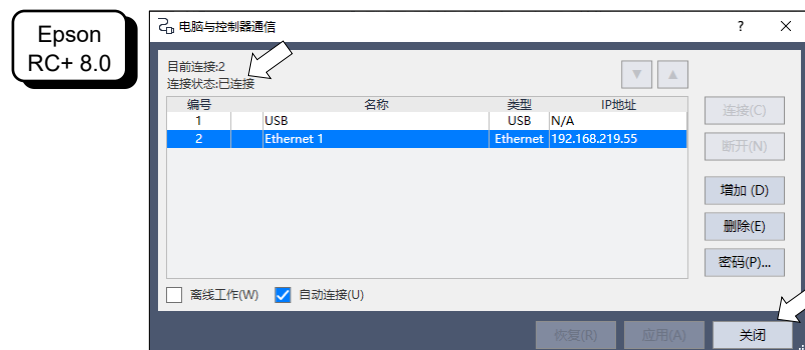 Epson
RC+ 8.0
电脑与控制器通信
?
目前连接:2
连接状态:已连接
编号 名称 类型 IP地址
1 USB USB N/A
2 Ethernet 1 Ethernet 192.168.219.55
连接(C)
断开(N)
增加 (D)
删除(E)
密码(P)...
离线工作(W) 自动连接(U)
恢复(R) 应用(A) 关闭